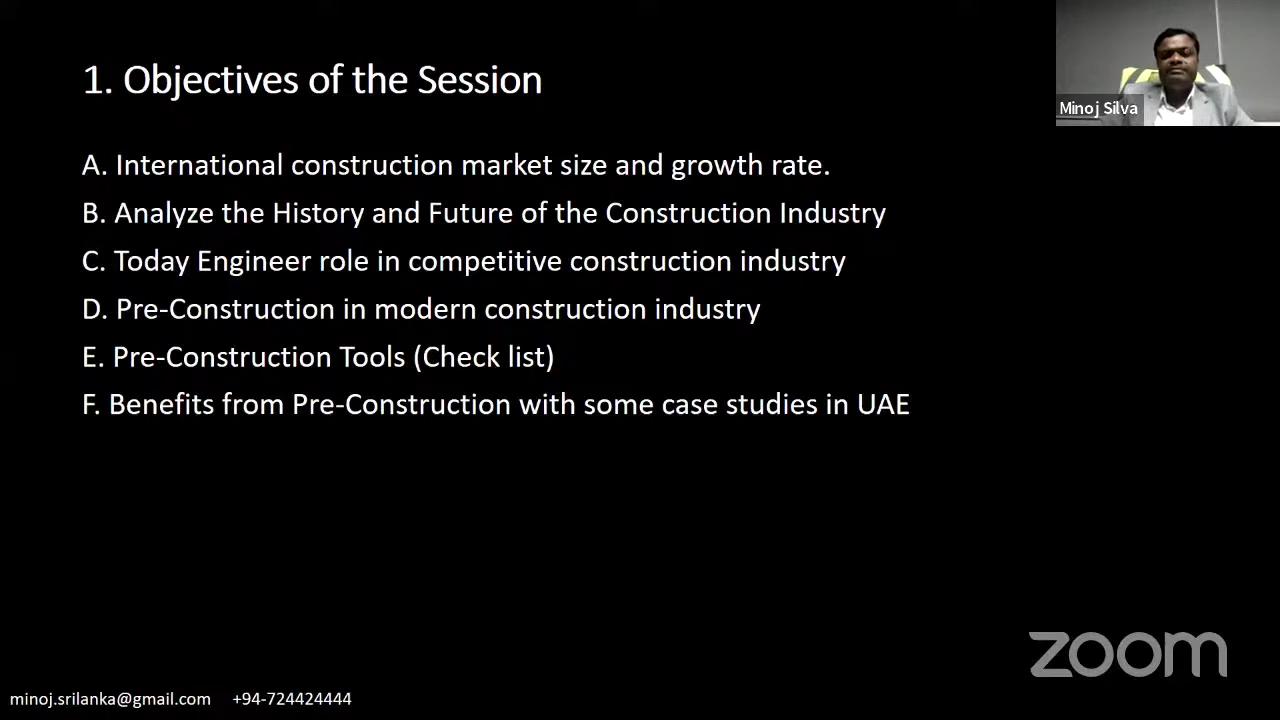 1. Objectives of the Session
Minoj Silva
A. International construction market size and growth rate.
B. Analyze the History and Future of the Construction Industry
C. Today Engineer role in competitive construction industry
D. Pre-Construction in modern construction industry
E. Pre-Construction Tools (Check list)
F. Benefits from Pre-Construction with some case studies in UAE
zoom
minoj.srilanka@gmail.com +94-724424444